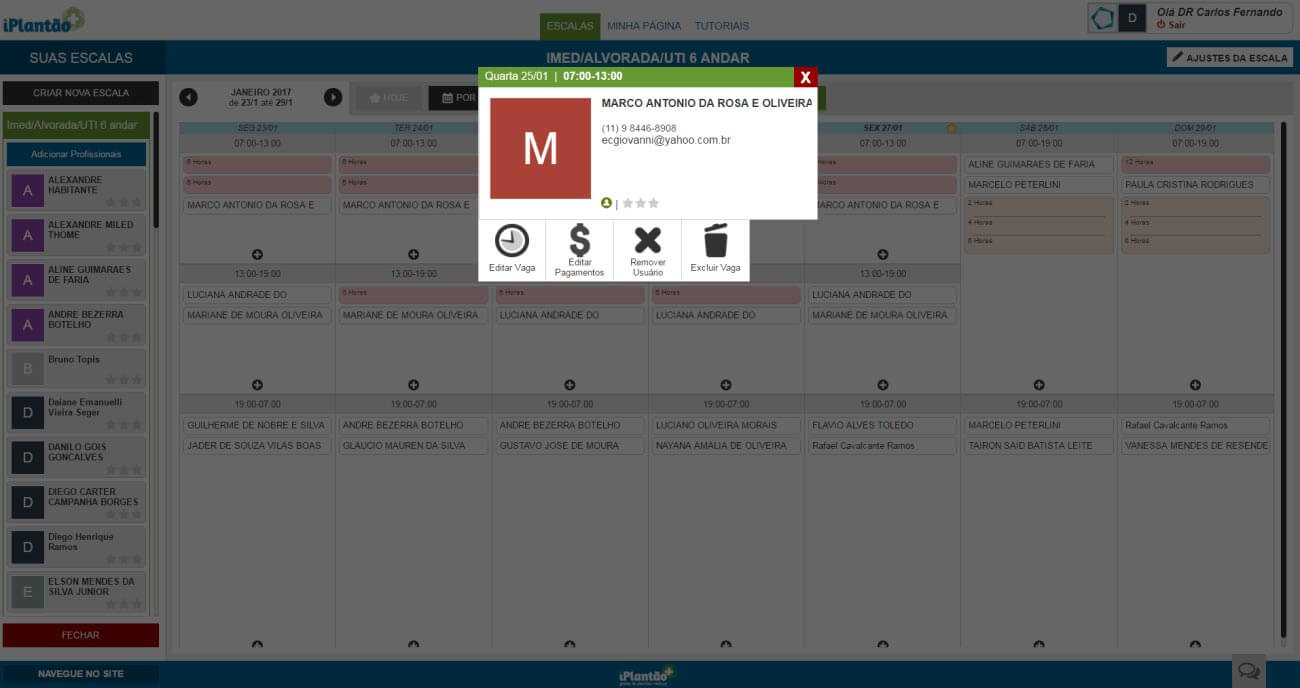 iPlantão
ESCALAS MINHA PÁGINA TUTORIAIS
D
Olá DR Carlos Fernando
Sair
SUAS ESCALAS
IMED/ALVORADA/UTI 6 ANDAR
AJUSTES DA ESCALA
CRIAR NOVA ESCALA
Imed/Alvorada/UTI 6 andar
Adicionar Profissionais
A ALEXANDRE
HABITANTE
A ALEXANDRE MILED
THOME
A ALINE GUIMARAES
DE FARIA
A ANDRE BEZERRA
BOTELHO
B Bruno Topis
D Daiane Emanuelli
Vieira Seger
D DANILO GOIS
GONCALVES
D DIEGO CARTER
CAMPANHA BORGES
D Diego Henrique
Ramos
E ELSON MENDES DA
SILVA JUNIOR
FECHAR
NAVEGUE NO SITE
JANEIRO 2017
de 23/1 até 29/1
HOJE
POR
Quarta 25/01 | 07:00-13:00
X
M
MARCO ANTONIO DA ROSA E OLIVEIRA
(11) 9 8446-8908
ecgiovanni@yahoo.com.br
|
Editar Vaga
Editar
Pagamentos
Remover
Usuário
Excluir Vaga
SEG 23/01 TER 24/01 SEX 27/01 SÁB 28/01 DOM 29/01
07:00-13:00 07:00-13:00 07:00-13:00 07:00-19:00 07:00-19:00
6 Horas 6 Horas Horas ALINE GUIMARAES DE FARIA 12 Horas
6 Horas 6 Horas Horas MARCELO PETERLINI PAULA CRISTINA RODRIGUES
MARCO ANTONIO DA ROSA E MARCO ANTONIO DA ROSA E MARCO ANTONIO DA ROSA E 2 Horas 2 Horas
4 Horas 4 Horas
6 Horas 6 Horas
13:00-19:00 13:00-19:00 13:00-19:00
LUCIANA ANDRADE DO 6 Horas 6 Horas 6 Horas LUCIANA ANDRADE DO
MARIANE DE MOURA OLIVEIRA MARIANE DE MOURA OLIVEIRA LUCIANA ANDRADE DO LUCIANA ANDRADE DO MARIANE DE MOURA OLIVEIRA
19:00-07:00 19:00-07:00 19:00-07:00 19:00-07:00 19:00-07:00 19:00-07:00 19:00-07:00
GUILHERME DE NOBRE E SILVA ANDRE BEZERRA BOTELHO ANDRE BEZERRA BOTELHO LUCIANO OLIVEIRA MORAIS FLAVIO ALVES TOLEDO MARCELO PETERLINI Rafael Cavalcante Ramos
JADER DE SOUZA VILAS BOAS GLAUCIO MAUREN DA SILVA GUSTAVO JOSE DE MOURA NAYANA AMALIA DE OLIVEIRA Rafael Cavalcante Ramos TAIRON SAID BATISTA LEITE VANESSA MENDES DE RESENDE
iPlantão